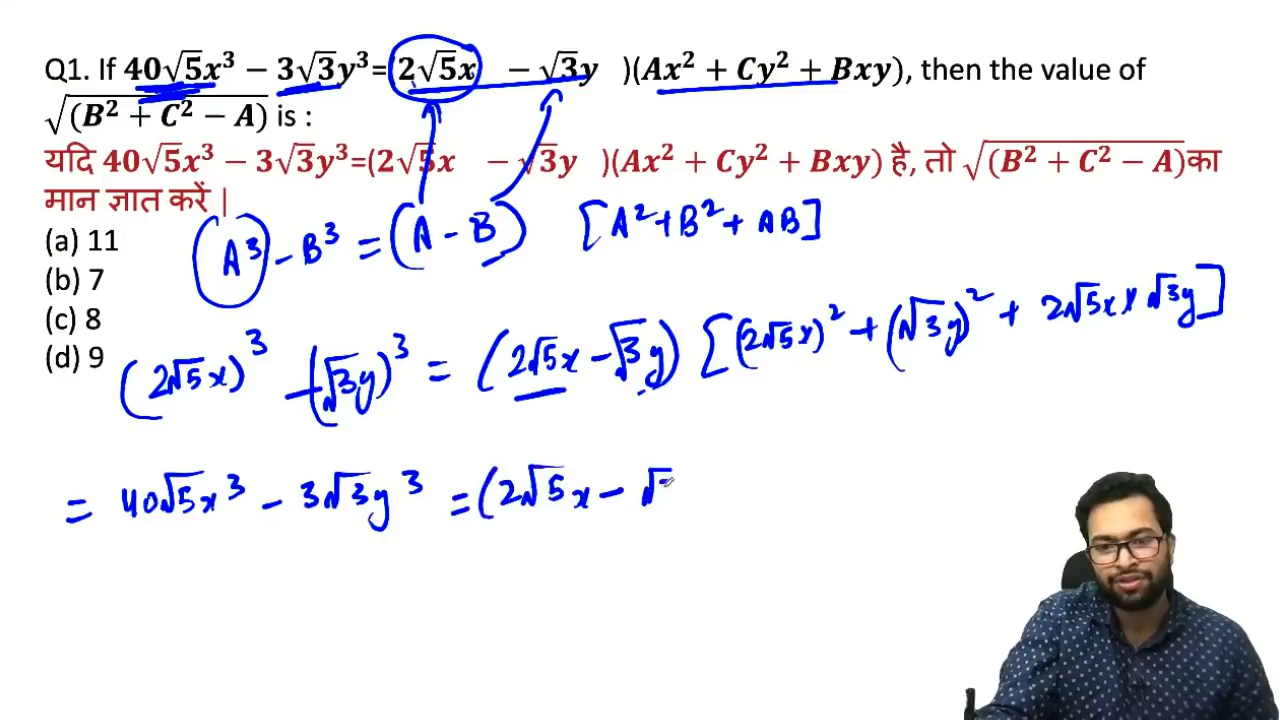 Q1. If 40√5x³ − 3√3y³= (2√5x − √3y )(Ax² + Cy² + Bxy), then the value of
√(B² + C² − A) is :
यदि 40√5x³ − 3√3y³=(2√5x − √3y )(Ax² + Cy² + Bxy) है, तो √(B² + C² − A)का
मान ज्ञात करें |
(a) 11
(b) 7
(c) 8
(d) 9
A³ − B³ = (A − B) [A² + B² + AB]
(2√5x)³ − (√3y)³ = (2√5x − √3y) [(2√5x)² + (√3y)² + 2√5x × √3y]
= 40√5x³ − 3√3y³ = (2√5x − √